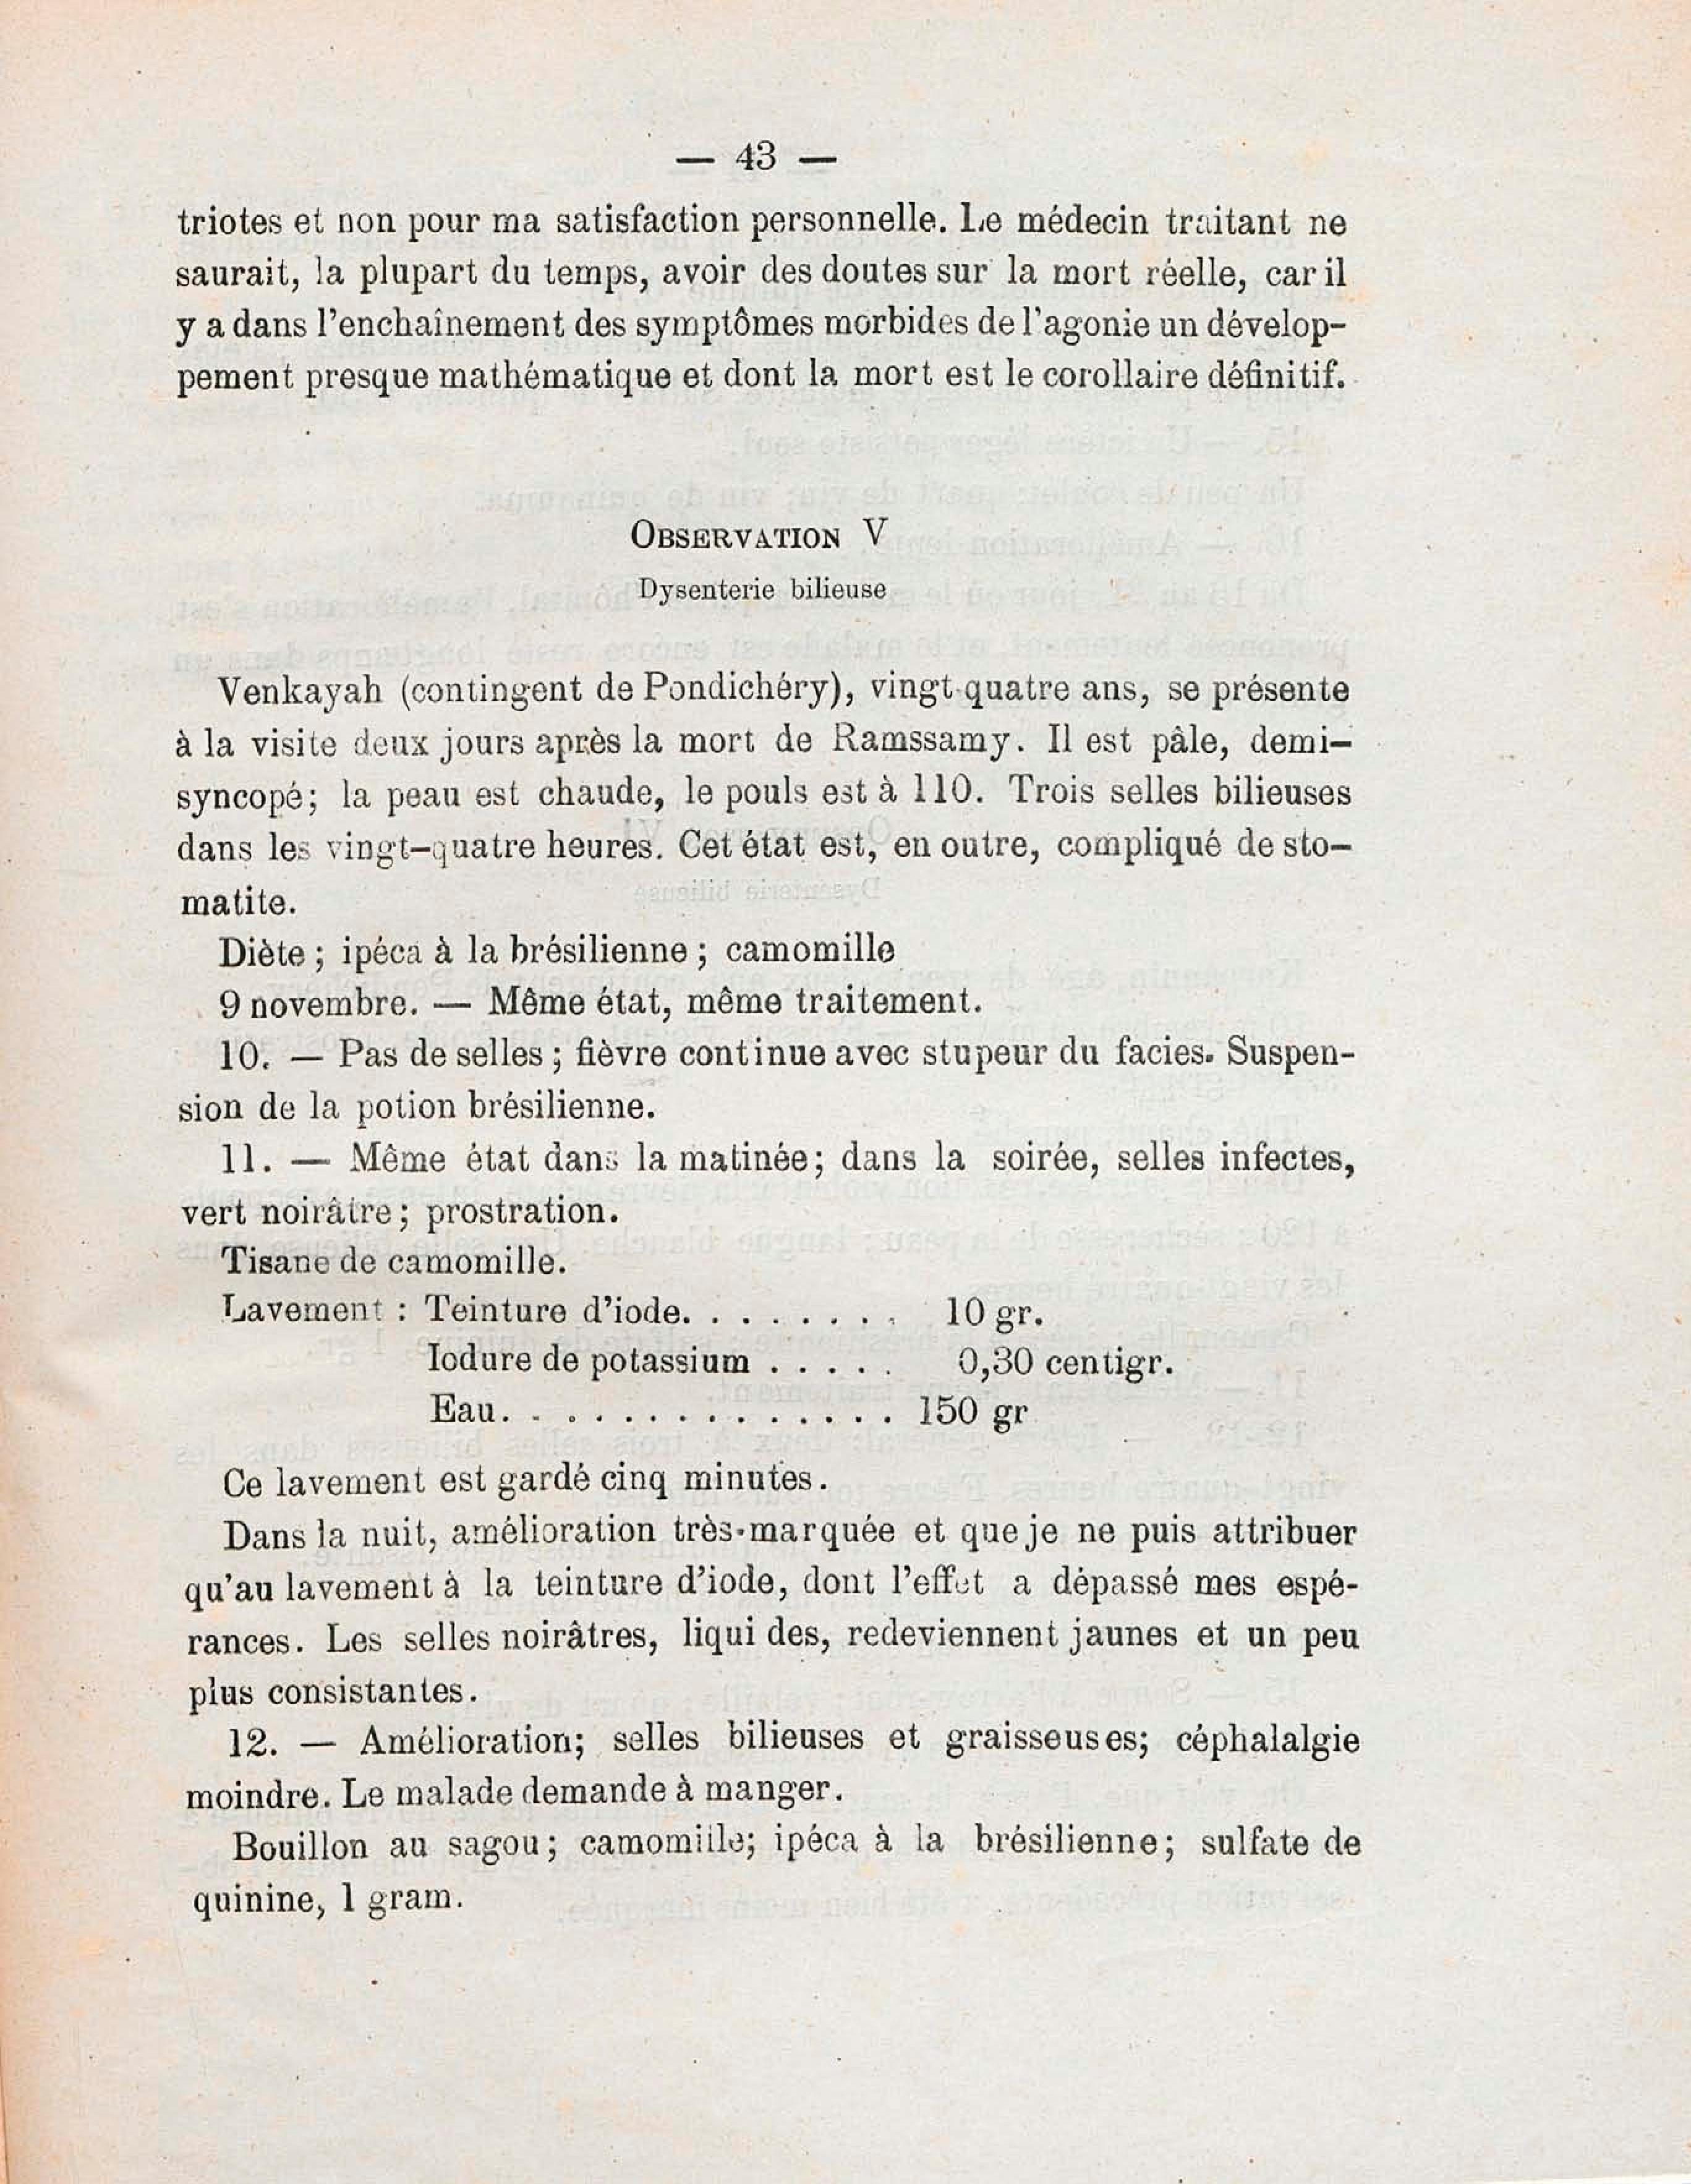 — 43 —
triotes et non pour ma satisfaction personnelle. Le médecin traitant ne
saurait, la plupart du temps, avoir des doutes sur la mort réelle, car il
y a dans l'enchaînement des symptômes morbides de l'agonie un dévelop-
pement presque mathématique et dont la mort est le corollaire définitif.
OBSERVATION V
Dysenterie bilieuse
Venkayah (contingent de Pondichéry), vingt-quatre ans, se présente
à la visite deux jours après la mort de Ramssamy. Il est pâle, demi-
syncopé; la peau est chaude, le pouls est à 110. Trois selles bilieuses
dans les vingt-quatre heures. Cet état est, en outre, compliqué de sto-
matite.
Diète; ipéca à la brésilienne; camomille
9 novembre. — Même état, même traitement.
10. — Pas de selles; fièvre continue avec stupeur du facies. Suspen-
sion de la potion brésilienne.
11. — Même état dans la matinée; dans la soirée, selles infectes,
vert noirâtre; prostration.
Tisane de camomille.
Lavement : Teinture d'iode. . . . . . . . . 10 gr.
Iodure de potassium . . . . . 0,30 centigr.
Eau. . . . . . . . . . . . . . . 150 gr
Ce lavement est gardé cinq minutes.
Dans la nuit, amélioration très-marquée et que je ne puis attribuer
qu'au lavement à la teinture d'iode, dont l'effet a dépassé mes espé-
rances. Les selles noirâtres, liqui des, redeviennent jaunes et un peu
plus consistantes.
12. — Amélioration; selles bilieuses et graisseuses; céphalalgie
moindre. Le malade demande à manger.
Bouillon au sagou; camomille; ipéca à la brésilienne; sulfate de
quinine, 1 gram.